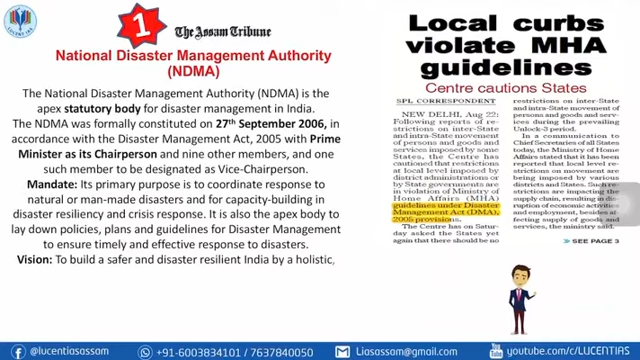 LUCENT IAS
1
The Assam Tribune
National Disaster Management Authority
(NDMA)
The National Disaster Management Authority (NDMA) is the
apex statutory body for disaster management in India.
The NDMA was formally constituted on 27th September 2006, in
accordance with the Disaster Management Act, 2005 with Prime
Minister as its Chairperson and nine other members, and one
such member to be designated as Vice-Chairperson.
Mandate: Its primary purpose is to coordinate response to
natural or man-made disasters and for capacity-building in
disaster resiliency and crisis response. It is also the apex body to
lay down policies, plans and guidelines for Disaster Management
to ensure timely and effective response to disasters.
Vision: To build a safer and disaster resilient India by a holistic,
Local curbs
violate MHA
guidelines
Centre cautions States
SPL CORRESPONDENT
NEW DELHI, Aug 22:
Following reports of re-
strictions on inter-State
and intra-State movement
of persons and goods and
services imposed by some
States, the Centre has
cautioned that restrictions
at local level imposed by
district administrations or
by State governments are
in violation of Ministry of
Home Affairs (MHA)
guidelines under Disaster
Management Act (DMA),
2005 provisions.
The Centre has on Satur-
day asked the States yet
again that there should be no
restrictions on inter-State
and intra-State movement of
persons and goods and serv-
ices during the prevailing
Unlock-3 period.
In a communication to
Chief Secretaries of all States
today, the Ministry of Home
Affairs stated that it has been
reported that local level re-
strictions on movement are
being imposed by various
districts and States. Such re-
strictions are impacting the
supply chain, resulting in dis-
ruption of economic activities
and employment, besides af-
fecting supply of goods and
services, the ministry said.
SEE PAGE 3
@lucentiasassam
+91-6003834101 / 7637840050
Liasassam@gmail.com
youtube.com/c/LUCENTIAS